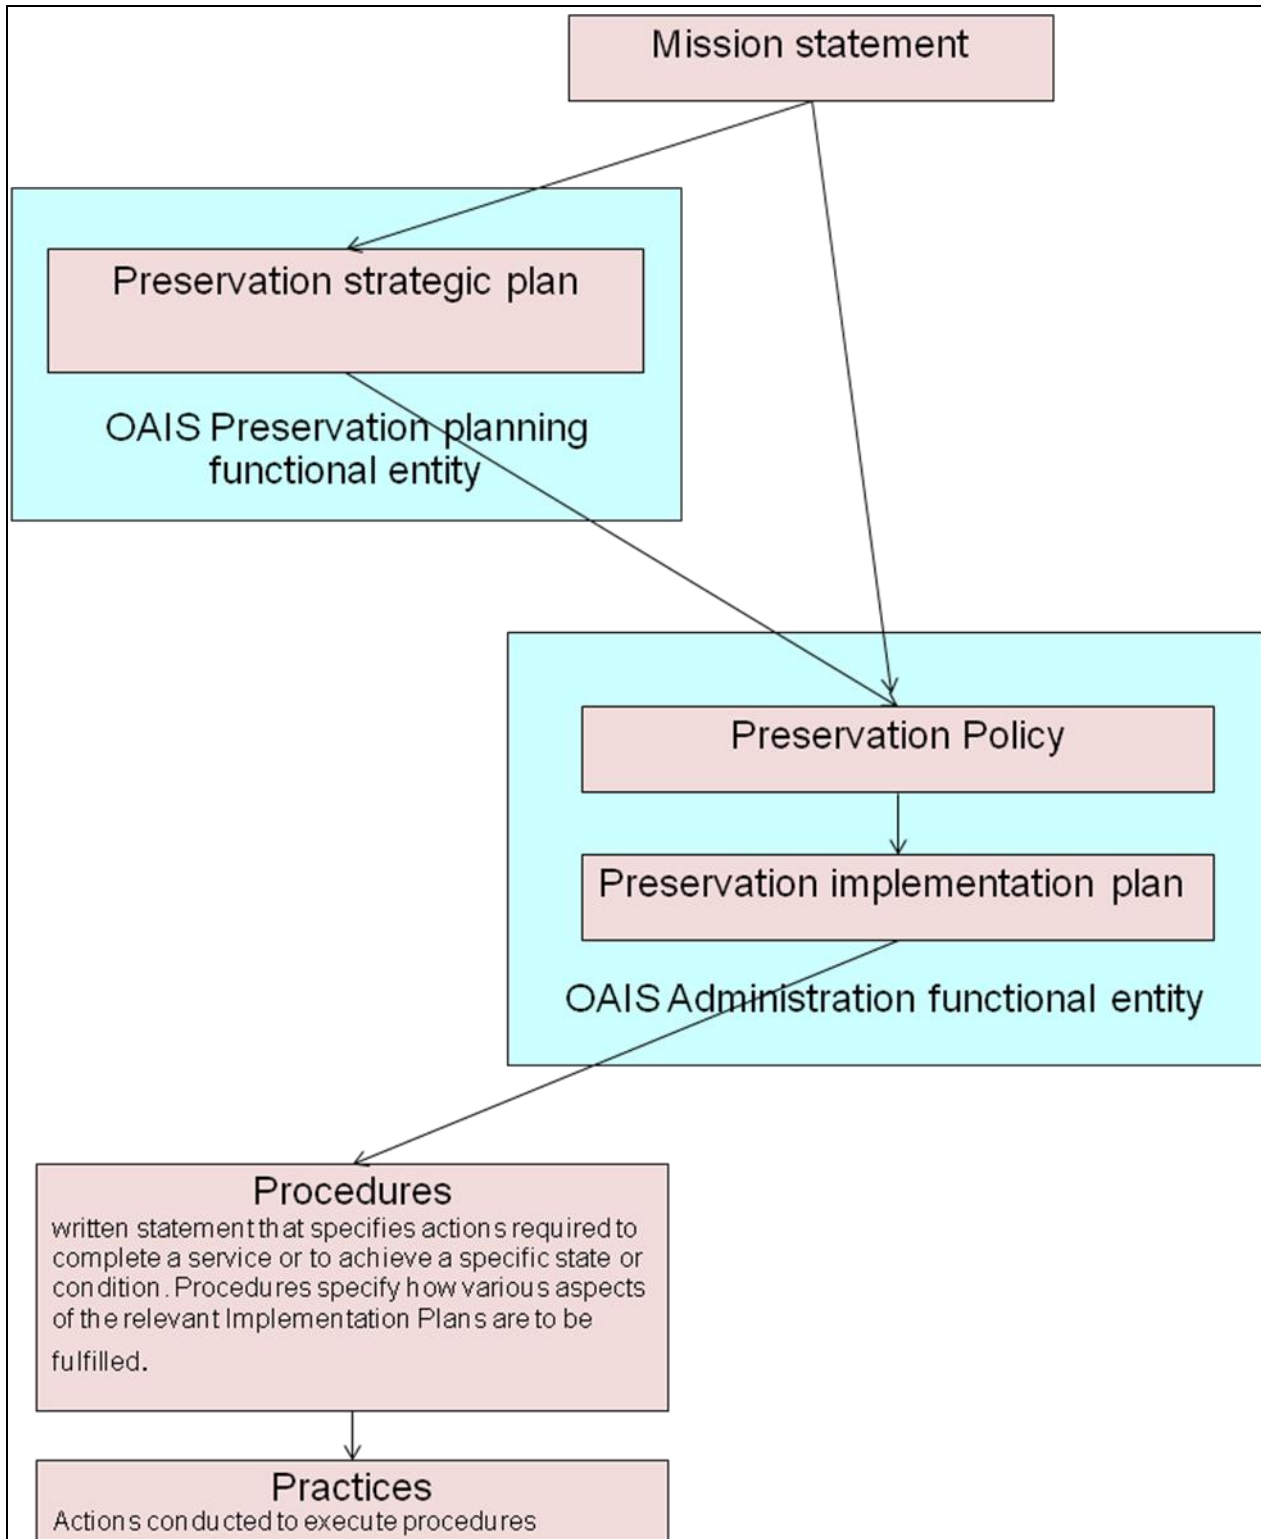 Mission statement
Preservation strategic plan
OAIS Preservation planning
functional entity
Preservation Policy
Preservation implementation plan
OAIS Administration functional entity
Procedures
written statement that specifies actions required to
complete a service or to achieve a specific state or
condition. Procedures specify how various aspects
of the relevant Implementation Plans are to be
fulfilled.
Practices
Actions conducted to execute procedures